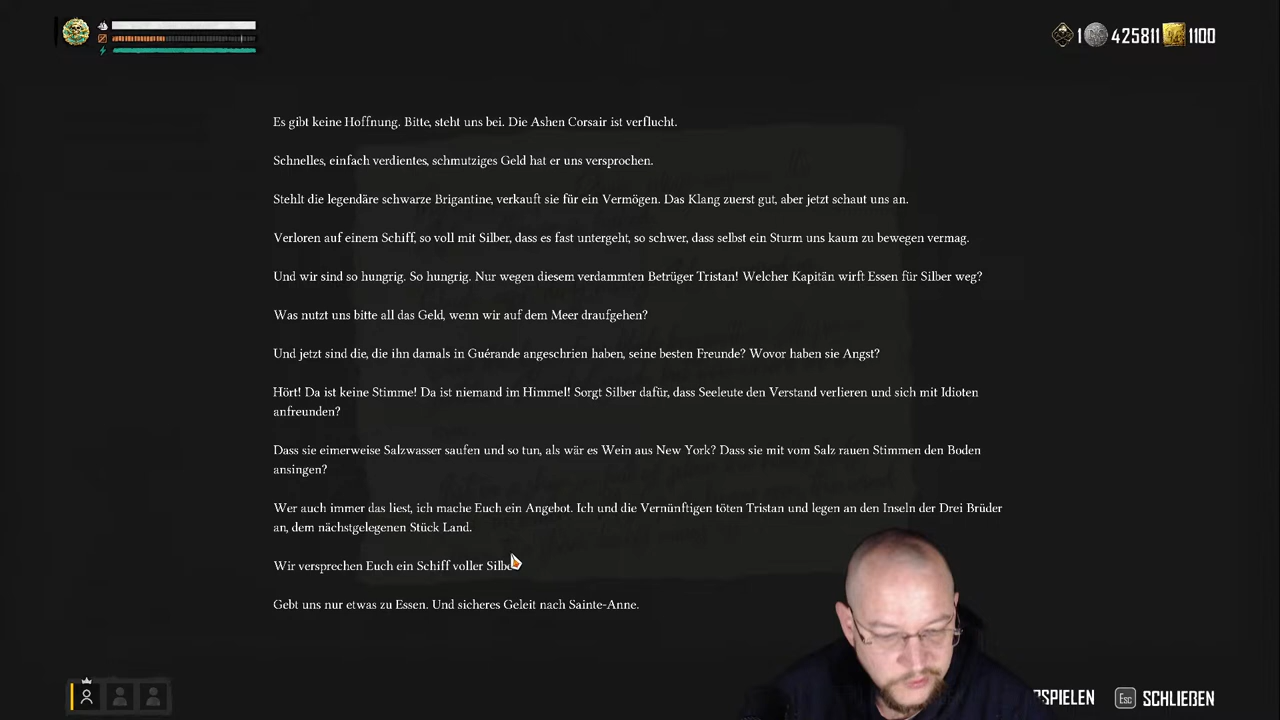 1 425811 1100
Es gibt keine Hoffnung. Bitte, steht uns bei. Die Ashen Corsair ist verflucht.
Schnelles, einfach verdientes, schmutziges Geld hat er uns versprochen.
Stehlt die legendäre schwarze Brigantine, verkauft sie für ein Vermögen. Das Klang zuerst gut, aber jetzt schaut uns an.
Verloren auf einem Schiff, so voll mit Silber, dass es fast untergeht, so schwer, dass selbst ein Sturm uns kaum zu bewegen vermag.
Und wir sind so hungrig. So hungrig. Nur wegen diesem verdammten Betrüger Tristan! Welcher Kapitän wirft Essen für Silber weg?
Was nutzt uns bitte all das Geld, wenn wir auf dem Meer draufgehen?
Und jetzt sind die, die ihn damals in Guérande angeschrien haben, seine besten Freunde? Wovor haben sie Angst?
Hört! Da ist keine Stimme! Da ist niemand im Himmel! Sorgt Silber dafür, dass Seeleute den Verstand verlieren und sich mit Idioten
anfreunden?
Dass sie eimerweise Salzwasser saufen und so tun, als wär es Wein aus New York? Dass sie mit vom Salz rauen Stimmen den Boden
ansingen?
Wer auch immer das liest, ich mache Euch ein Angebot. Ich und die Vernünftigen töten Tristan und legen an den Inseln der Drei Brüder
an, dem nächstgelegenen Stück Land.
Wir versprechen Euch ein Schiff voller Silbe
Gebt uns nur etwas zu Essen. Und sicheres Geleit nach Sainte-Anne.
SPIELEN Esc SCHLIEẞEN